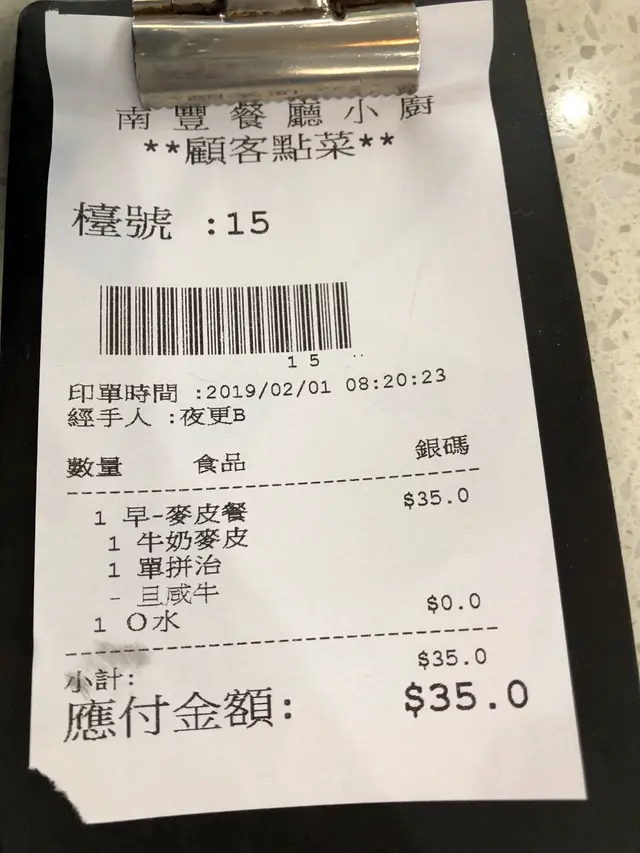 南豐餐廳小廚
**顧客點菜**
檯號 :15
15
印單時間 :2019/02/01 08:20:23
經手人 :夜更B
數量 食品 銀碼
1 早-麥皮餐 $35.0
1 牛奶麥皮
1 單拼治
- 旦咸牛
1 O水 $0.0
小計: $35.0
應付金額: $35.0